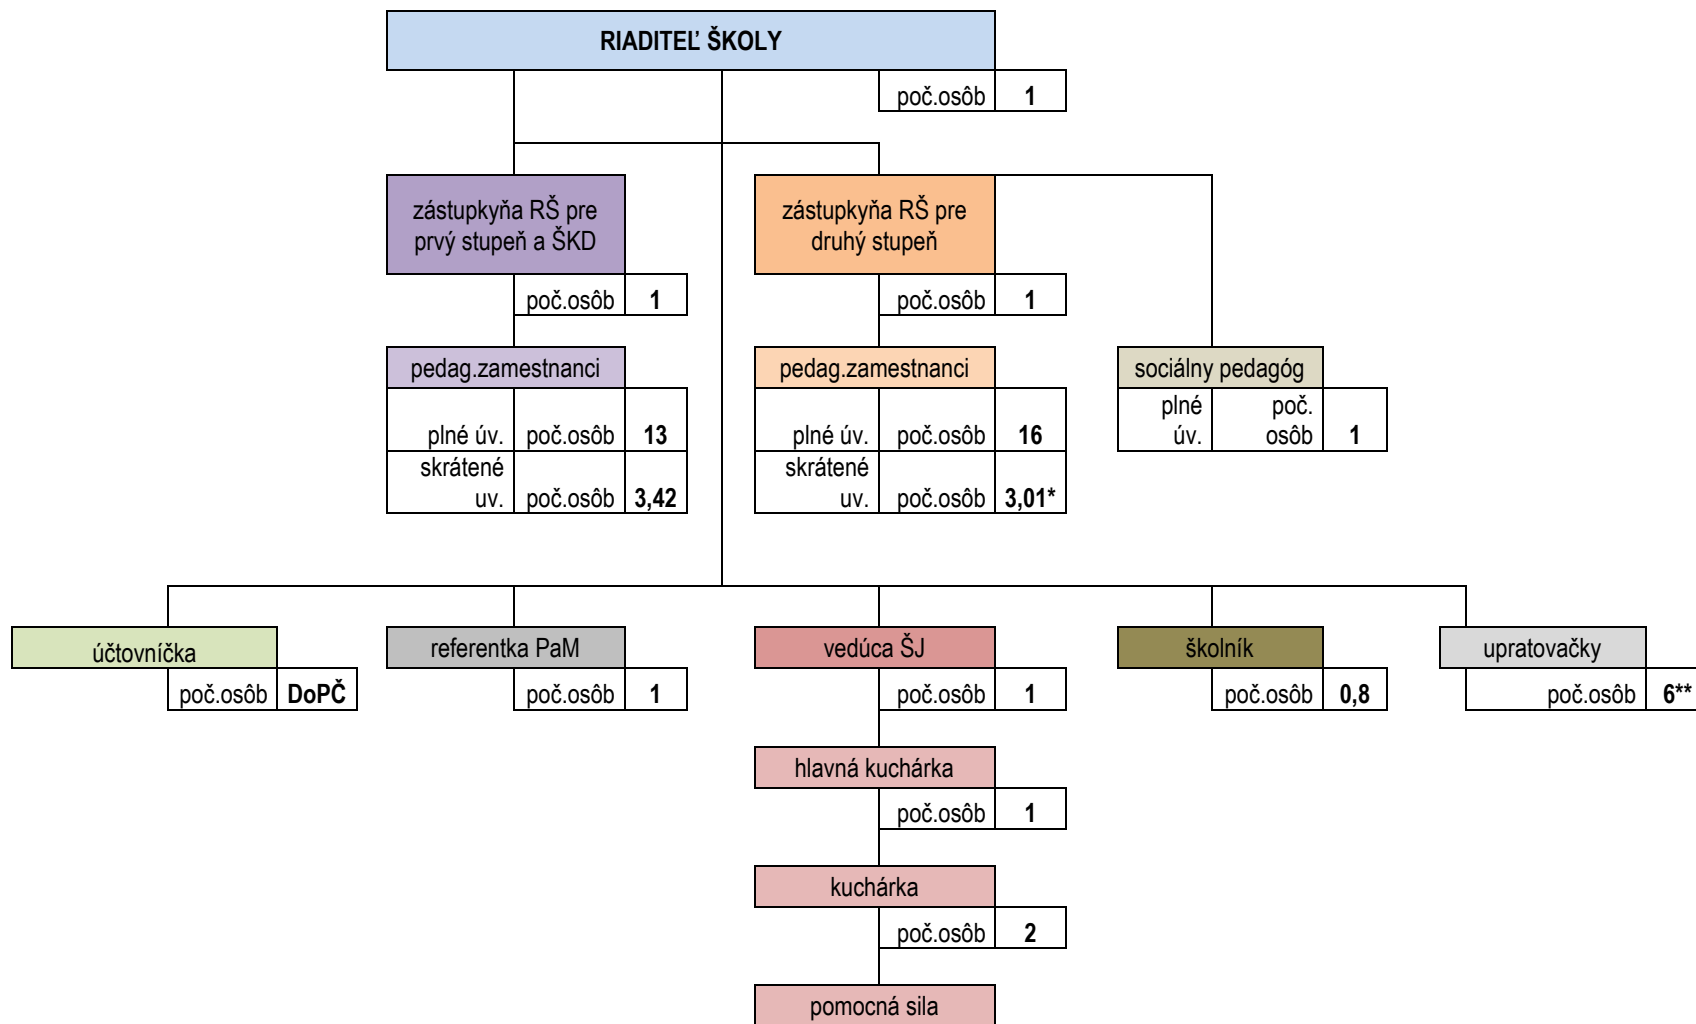 RIADITEĽ ŠKOLY
poč.osôb 1
zástupkyňa RŠ pre
prvý stupeň a ŠKD
poč.osôb 1
zástupkyňa RŠ pre
druhý stupeň
poč.osôb 1
pedag.zamestnanci
plné úv. poč.osôb 13
skrátené
uv. poč.osôb 3,42
pedag.zamestnanci
plné úv. poč.osôb 16
skrátené
uv. poč.osôb 3,01*
sociálny pedagóg
plné poč.
úv. osôb 1
účtovníčka
poč.osôb DoPČ
referentka PaM
poč.osôb 1
vedúca ŠJ
poč.osôb 1
školník
poč.osôb 0,8
upratovačky
poč.osôb 6**
hlavná kuchárka
poč.osôb 1
kuchárka
poč.osôb 2
pomocná sila